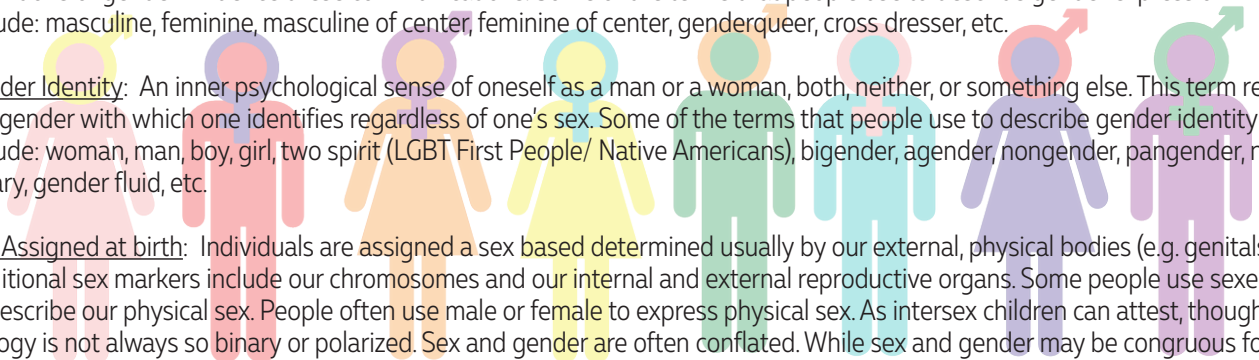 ude: masculine, feminine, masculine of center, feminine of center, genderqueer, cross dresser, etc.
der Identity: An inner psychological sense of oneself as a man or a woman, both, neither, or something else. This term re
gender with which one identifies regardless of one's sex. Some of the terms that people use to describe gender identity
ude: woman, man, boy, girl, two spirit (LGBT First People/ Native Americans), bigender, agender, nongender, pangender, n
ary, gender fluid, etc.
Assigned at birth: Individuals are assigned a sex based determined usually by our external, physical bodies (e.g. genitals
itional sex markers include our chromosomes and our internal and external reproductive organs. Some people use sexe
escribe our physical sex. People often use male or female to express physical sex. As intersex children can attest, though
ogy is not always so binary or polarized. Sex and gender are often conflated. While sex and gender may be congruous f